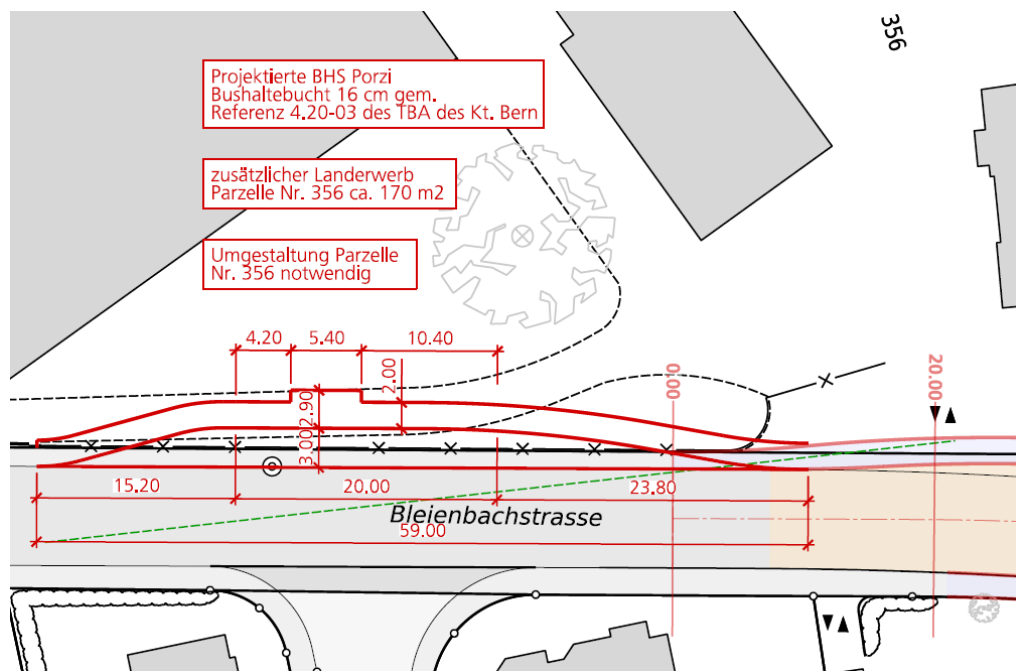 356
Projektierte BHS Porzi
Bushaltebucht 16 cm gem.
Referenz 4.20-03 des TBA des Kt. Bern
zusätzlicher Landerwerb
Parzelle Nr. 356 ca. 170 m2
Umgestaltung Parzelle
Nr. 356 notwendig
4.20
5.40
10.40
2.00
2.90
3.00
0.00
20.00
15.20
20.00
23.80
Bleienbachstrasse
59.00